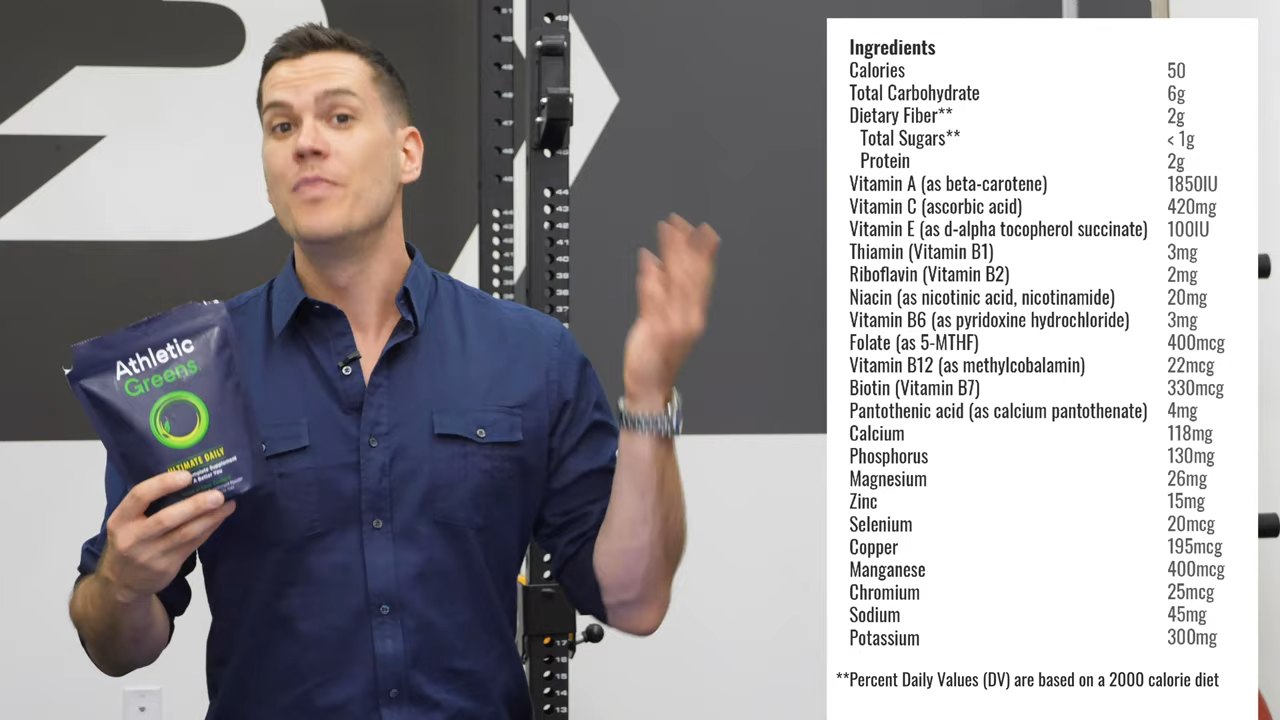 Athletic
Greens
ULTIMATE DAILY
A Better You
Ingredients
Calories 50
Total Carbohydrate 6g
Dietary Fiber** 2g
Total Sugars** < 1g
Protein 2g
Vitamin A (as beta-carotene) 1850IU
Vitamin C (ascorbic acid) 420mg
Vitamin E (as d-alpha tocopherol succinate) 100IU
Thiamin (Vitamin B1) 3mg
Riboflavin (Vitamin B2) 2mg
Niacin (as nicotinic acid, nicotinamide) 20mg
Vitamin B6 (as pyridoxine hydrochloride) 3mg
Folate (as 5-MTHF) 400mcg
Vitamin B12 (as methylcobalamin) 22mcg
Biotin (Vitamin B7) 330mcg
Pantothenic acid (as calcium pantothenate) 4mg
Calcium 118mg
Phosphorus 130mg
Magnesium 26mg
Zinc 15mg
Selenium 20mcg
Copper 195mcg
Manganese 400mcg
Chromium 25mcg
Sodium 45mg
Potassium 300mg
**Percent Daily Values (DV) are based on a 2000 calorie diet